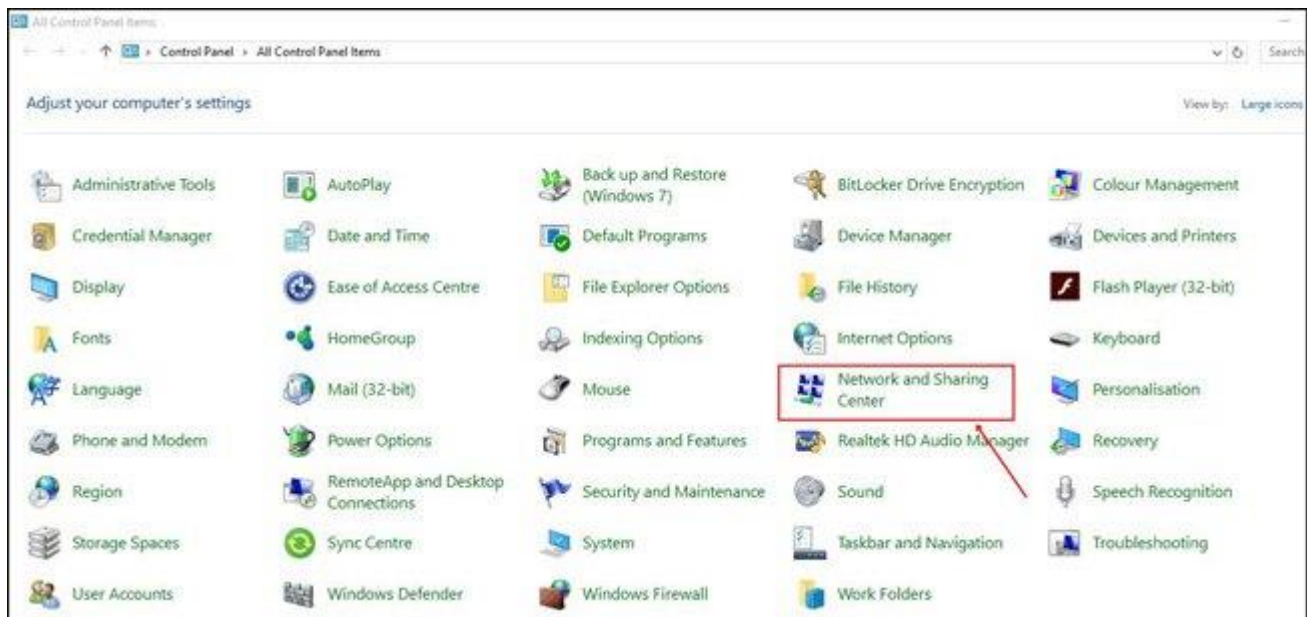 All Control Panel Items
Control Panel › All Control Panel Items
Search
Adjust your computer's settings
View by: Large icons
Administrative Tools
AutoPlay
Back up and Restore
(Windows 7)
BitLocker Drive Encryption
Colour Management
Credential Manager
Date and Time
Default Programs
Device Manager
Devices and Printers
Display
Ease of Access Centre
File Explorer Options
File History
Flash Player (32-bit)
Fonts
HomeGroup
Indexing Options
Internet Options
Keyboard
Language
Mail (32-bit)
Mouse
Network and Sharing
Center
Personalisation
Phone and Modem
Power Options
Programs and Features
Realtek HD Audio Manager
Recovery
Region
RemoteApp and Desktop
Connections
Security and Maintenance
Sound
Speech Recognition
Storage Spaces
Sync Centre
System
Taskbar and Navigation
Troubleshooting
User Accounts
Windows Defender
Windows Firewall
Work Folders